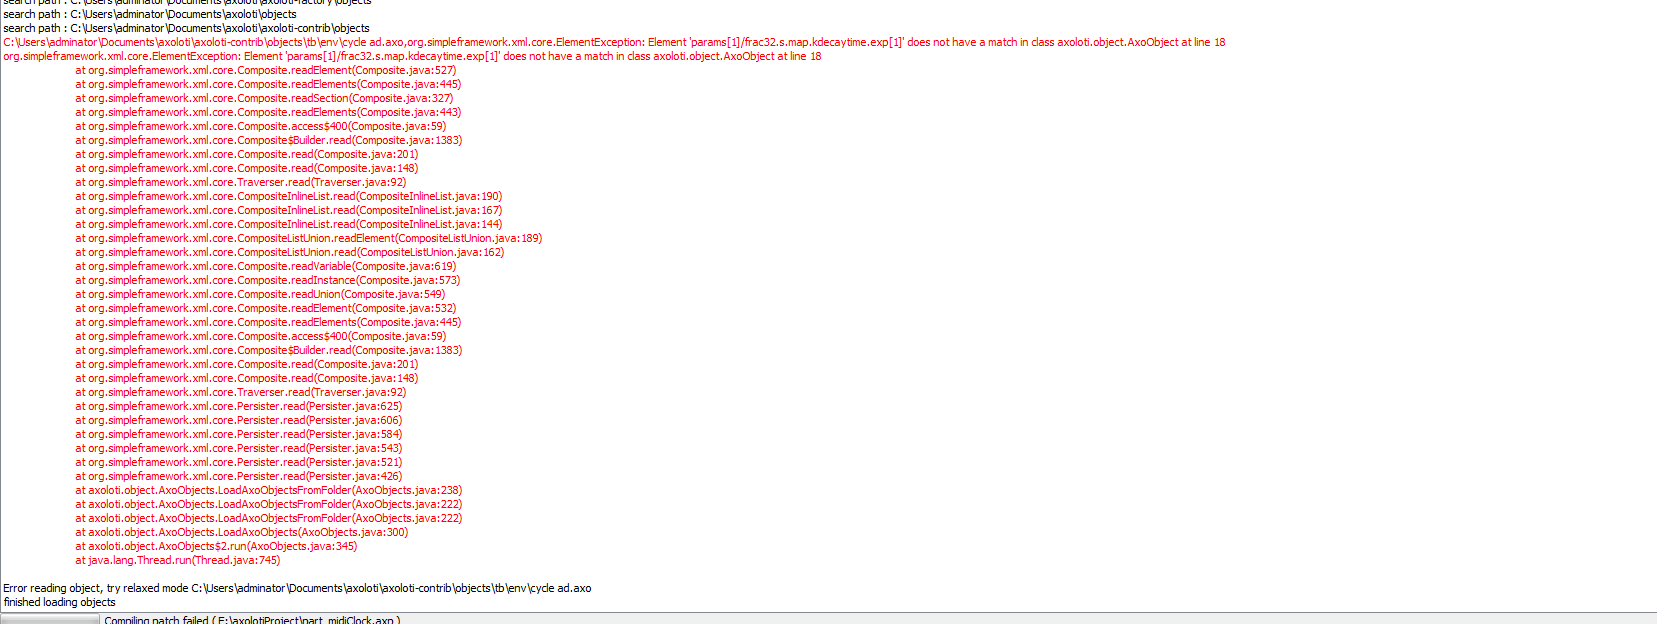 search path : C:\Users\adminator\Documents\axoloti\axoloti-factory\objects
search path : C:\Users\adminator\Documents\axoloti\objects
search path : C:\Users\adminator\Documents\axoloti\axoloti-contrib\objects
C:\Users\adminator\Documents\axoloti\axoloti-contrib\objects\tb\env\cycle ad.axo,org.simpleframework.xml.core.ElementException: Element 'params[1]/frac32.s.map.kdecaytime.exp[1]' does not have a match in class axoloti.object.AxoObject at line 18
org.simpleframework.xml.core.ElementException: Element 'params[1]/frac32.s.map.kdecaytime.exp[1]' does not have a match in class axoloti.object.AxoObject at line 18
at org.simpleframework.xml.core.Composite.readElement(Composite.java:527)
at org.simpleframework.xml.core.Composite.readElements(Composite.java:445)
at org.simpleframework.xml.core.Composite.readSection(Composite.java:327)
at org.simpleframework.xml.core.Composite.readElements(Composite.java:443)
at org.simpleframework.xml.core.Composite.access$400(Composite.java:59)
at org.simpleframework.xml.core.Composite$Builder.read(Composite.java:1383)
at org.simpleframework.xml.core.Composite.read(Composite.java:201)
at org.simpleframework.xml.core.Composite.read(Composite.java:148)
at org.simpleframework.xml.core.Traverser.read(Traverser.java:92)
at org.simpleframework.xml.core.CompositeInlineList.read(CompositeInlineList.java:190)
at org.simpleframework.xml.core.CompositeInlineList.read(CompositeInlineList.java:167)
at org.simpleframework.xml.core.CompositeInlineList.read(CompositeInlineList.java:144)
at org.simpleframework.xml.core.CompositeListUnion.readElement(CompositeListUnion.java:189)
at org.simpleframework.xml.core.CompositeListUnion.read(CompositeListUnion.java:162)
at org.simpleframework.xml.core.Composite.readVariable(Composite.java:619)
at org.simpleframework.xml.core.Composite.readInstance(Composite.java:573)
at org.simpleframework.xml.core.Composite.readUnion(Composite.java:549)
at org.simpleframework.xml.core.Composite.readElement(Composite.java:532)
at org.simpleframework.xml.core.Composite.readElements(Composite.java:445)
at org.simpleframework.xml.core.Composite.access$400(Composite.java:59)
at org.simpleframework.xml.core.Composite$Builder.read(Composite.java:1383)
at org.simpleframework.xml.core.Composite.read(Composite.java:201)
at org.simpleframework.xml.core.Composite.read(Composite.java:148)
at org.simpleframework.xml.core.Traverser.read(Traverser.java:92)
at org.simpleframework.xml.core.Persister.read(Persister.java:625)
at org.simpleframework.xml.core.Persister.read(Persister.java:606)
at org.simpleframework.xml.core.Persister.read(Persister.java:584)
at org.simpleframework.xml.core.Persister.read(Persister.java:543)
at org.simpleframework.xml.core.Persister.read(Persister.java:521)
at org.simpleframework.xml.core.Persister.read(Persister.java:426)
at axoloti.object.AxoObjects.LoadAxoObjectsFromFolder(AxoObjects.java:238)
at axoloti.object.AxoObjects.LoadAxoObjectsFromFolder(AxoObjects.java:222)
at axoloti.object.AxoObjects.LoadAxoObjectsFromFolder(AxoObjects.java:222)
at axoloti.object.AxoObjects.LoadAxoObjects(AxoObjects.java:300)
at axoloti.object.AxoObjects$2.run(AxoObjects.java:345)
at java.lang.Thread.run(Thread.java:745)
Error reading object, try relaxed mode C:\Users\adminator\Documents\axoloti\axoloti-contrib\objects\tb\env\cycle ad.axo
finished loading objects
Compiling patch failed ( E:\axolotiProject\part_midiClock.axp )